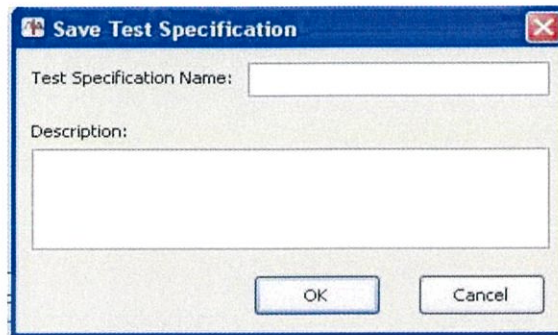 Save Test Specification
Test Specification Name:
Description:
OK Cancel